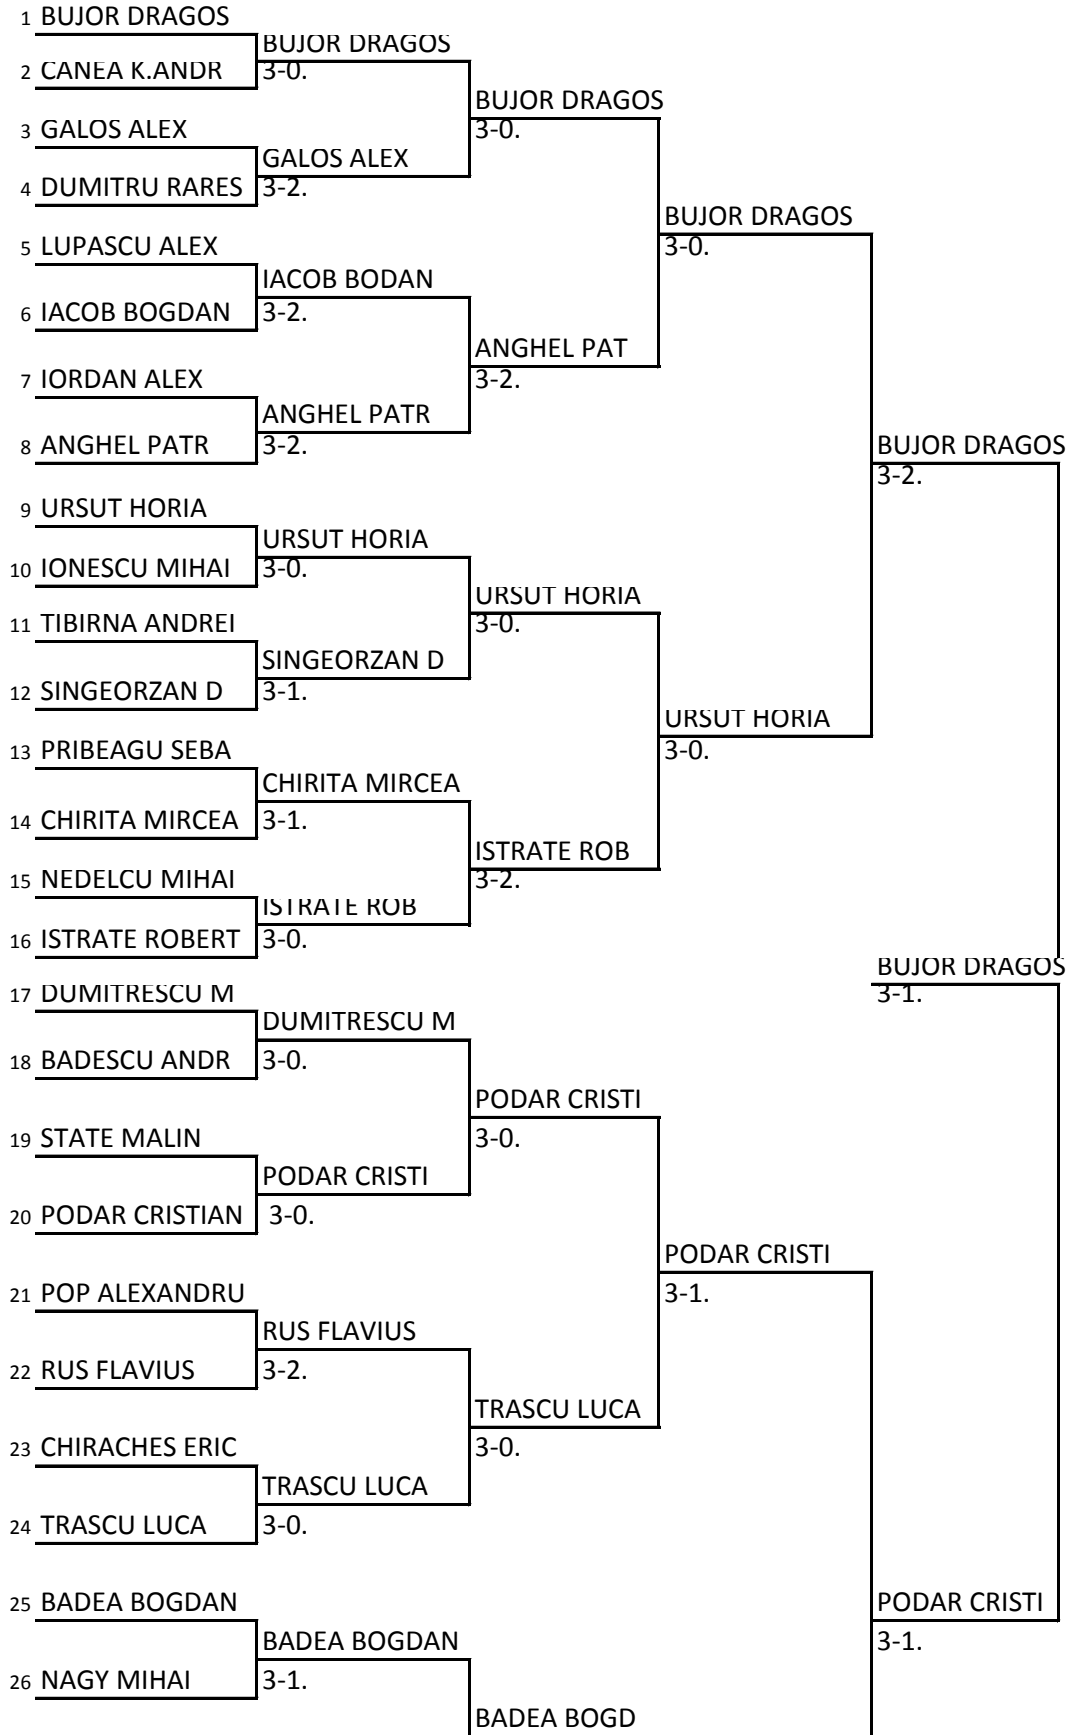 1 BUJOR DRAGOS
BUJOR DRAGOS
2 CANEA K.ANDR 3-0.
BUJOR DRAGOS
3 GALOS ALEX 3-0.
GALOS ALEX
4 DUMITRU RARES 3-2.
BUJOR DRAGOS
5 LUPASCU ALEX 3-0.
IACOB BODAN
6 IACOB BOGDAN 3-2.
ANGHEL PAT
7 IORDAN ALEX 3-2.
ANGHEL PATR
8 ANGHEL PATR 3-2. BUJOR DRAGOS
3-2.
9 URSUT HORIA
URSUT HORIA
10 IONESCU MIHAI 3-0.
URSUT HORIA
11 TIBIRNA ANDREI 3-0.
SINGEORZAN D
12 SINGEORZAN D 3-1.
URSUT HORIA
13 PRIBEAGU SEBA 3-0.
CHIRITA MIRCEA
14 CHIRITA MIRCEA 3-1.
ISTRATE ROB
15 NEDELCU MIHAI 3-2.
ISTRATE ROB
16 ISTRATE ROBERT 3-0.
BUJOR DRAGOS
17 DUMITRESCU M 3-1.
DUMITRESCU M
18 BADESCU ANDR 3-0.
PODAR CRISTI
19 STATE MALIN 3-0.
PODAR CRISTI
20 PODAR CRISTIAN 3-0.
PODAR CRISTI
21 POP ALEXANDRU 3-1.
RUS FLAVIUS
22 RUS FLAVIUS 3-2.
TRASCU LUCA
23 CHIRACHES ERIC 3-0.
TRASCU LUCA
24 TRASCU LUCA 3-0.
25 BADEA BOGDAN PODAR CRISTI
BADEA BOGDAN 3-1.
26 NAGY MIHAI 3-1.
BADEA BOGD